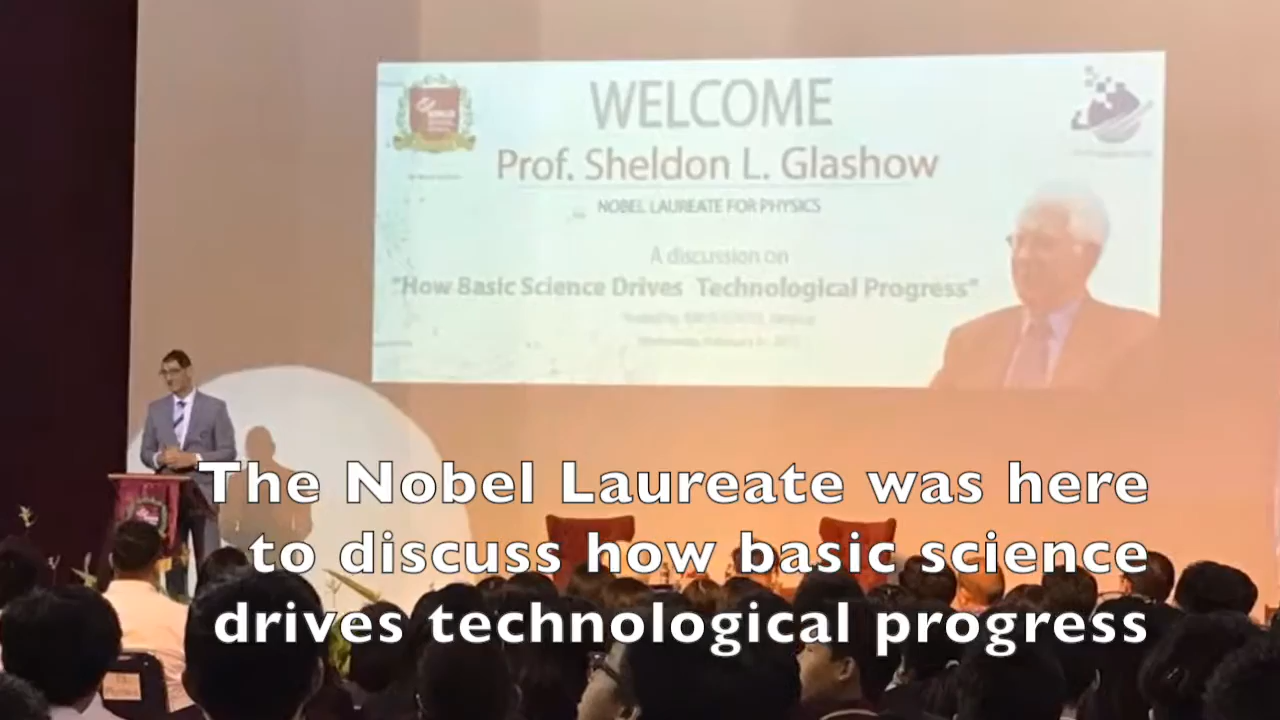 WELCOME
Prof. Sheldon L. Glashow
NOBEL LAUREATE FOR PHYSICS
A discussion on
"How Basic Science Drives Technological Progress"
The Nobel Laureate was here
to discuss how basic science
drives technological progress